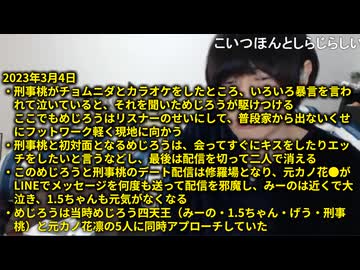 こいつほんとしらじらしい
2023年3月4日
・刑事桃がチョムニダとカラオケをしたところ、いろいろ暴言を言わ
れて泣いていると、それを聞いためじろうが駆けつける
ここでもめじろうはリスナーのせいにして、普段家から出ないくせ
にフットワーク軽く現地に向かう
・刑事桃と初対面となるめじろうは、会ってすぐにキスをしたりエッ
チをしたいと言うなどし、最後は配信を切って二人で消える
・このめじろうと刑事桃のデート配信は修羅場となり、元カノ花●が
LINEでメッセージを何度も送って配信を邪魔し、みーのは近くで大
泣き、1.5ちゃんも元気がなくなる
・めじろうは当時めじろう四天王（みーの・1.5ちゃん・げう・刑事
桃）と元カノ花凛の5人に同時アプローチしていた